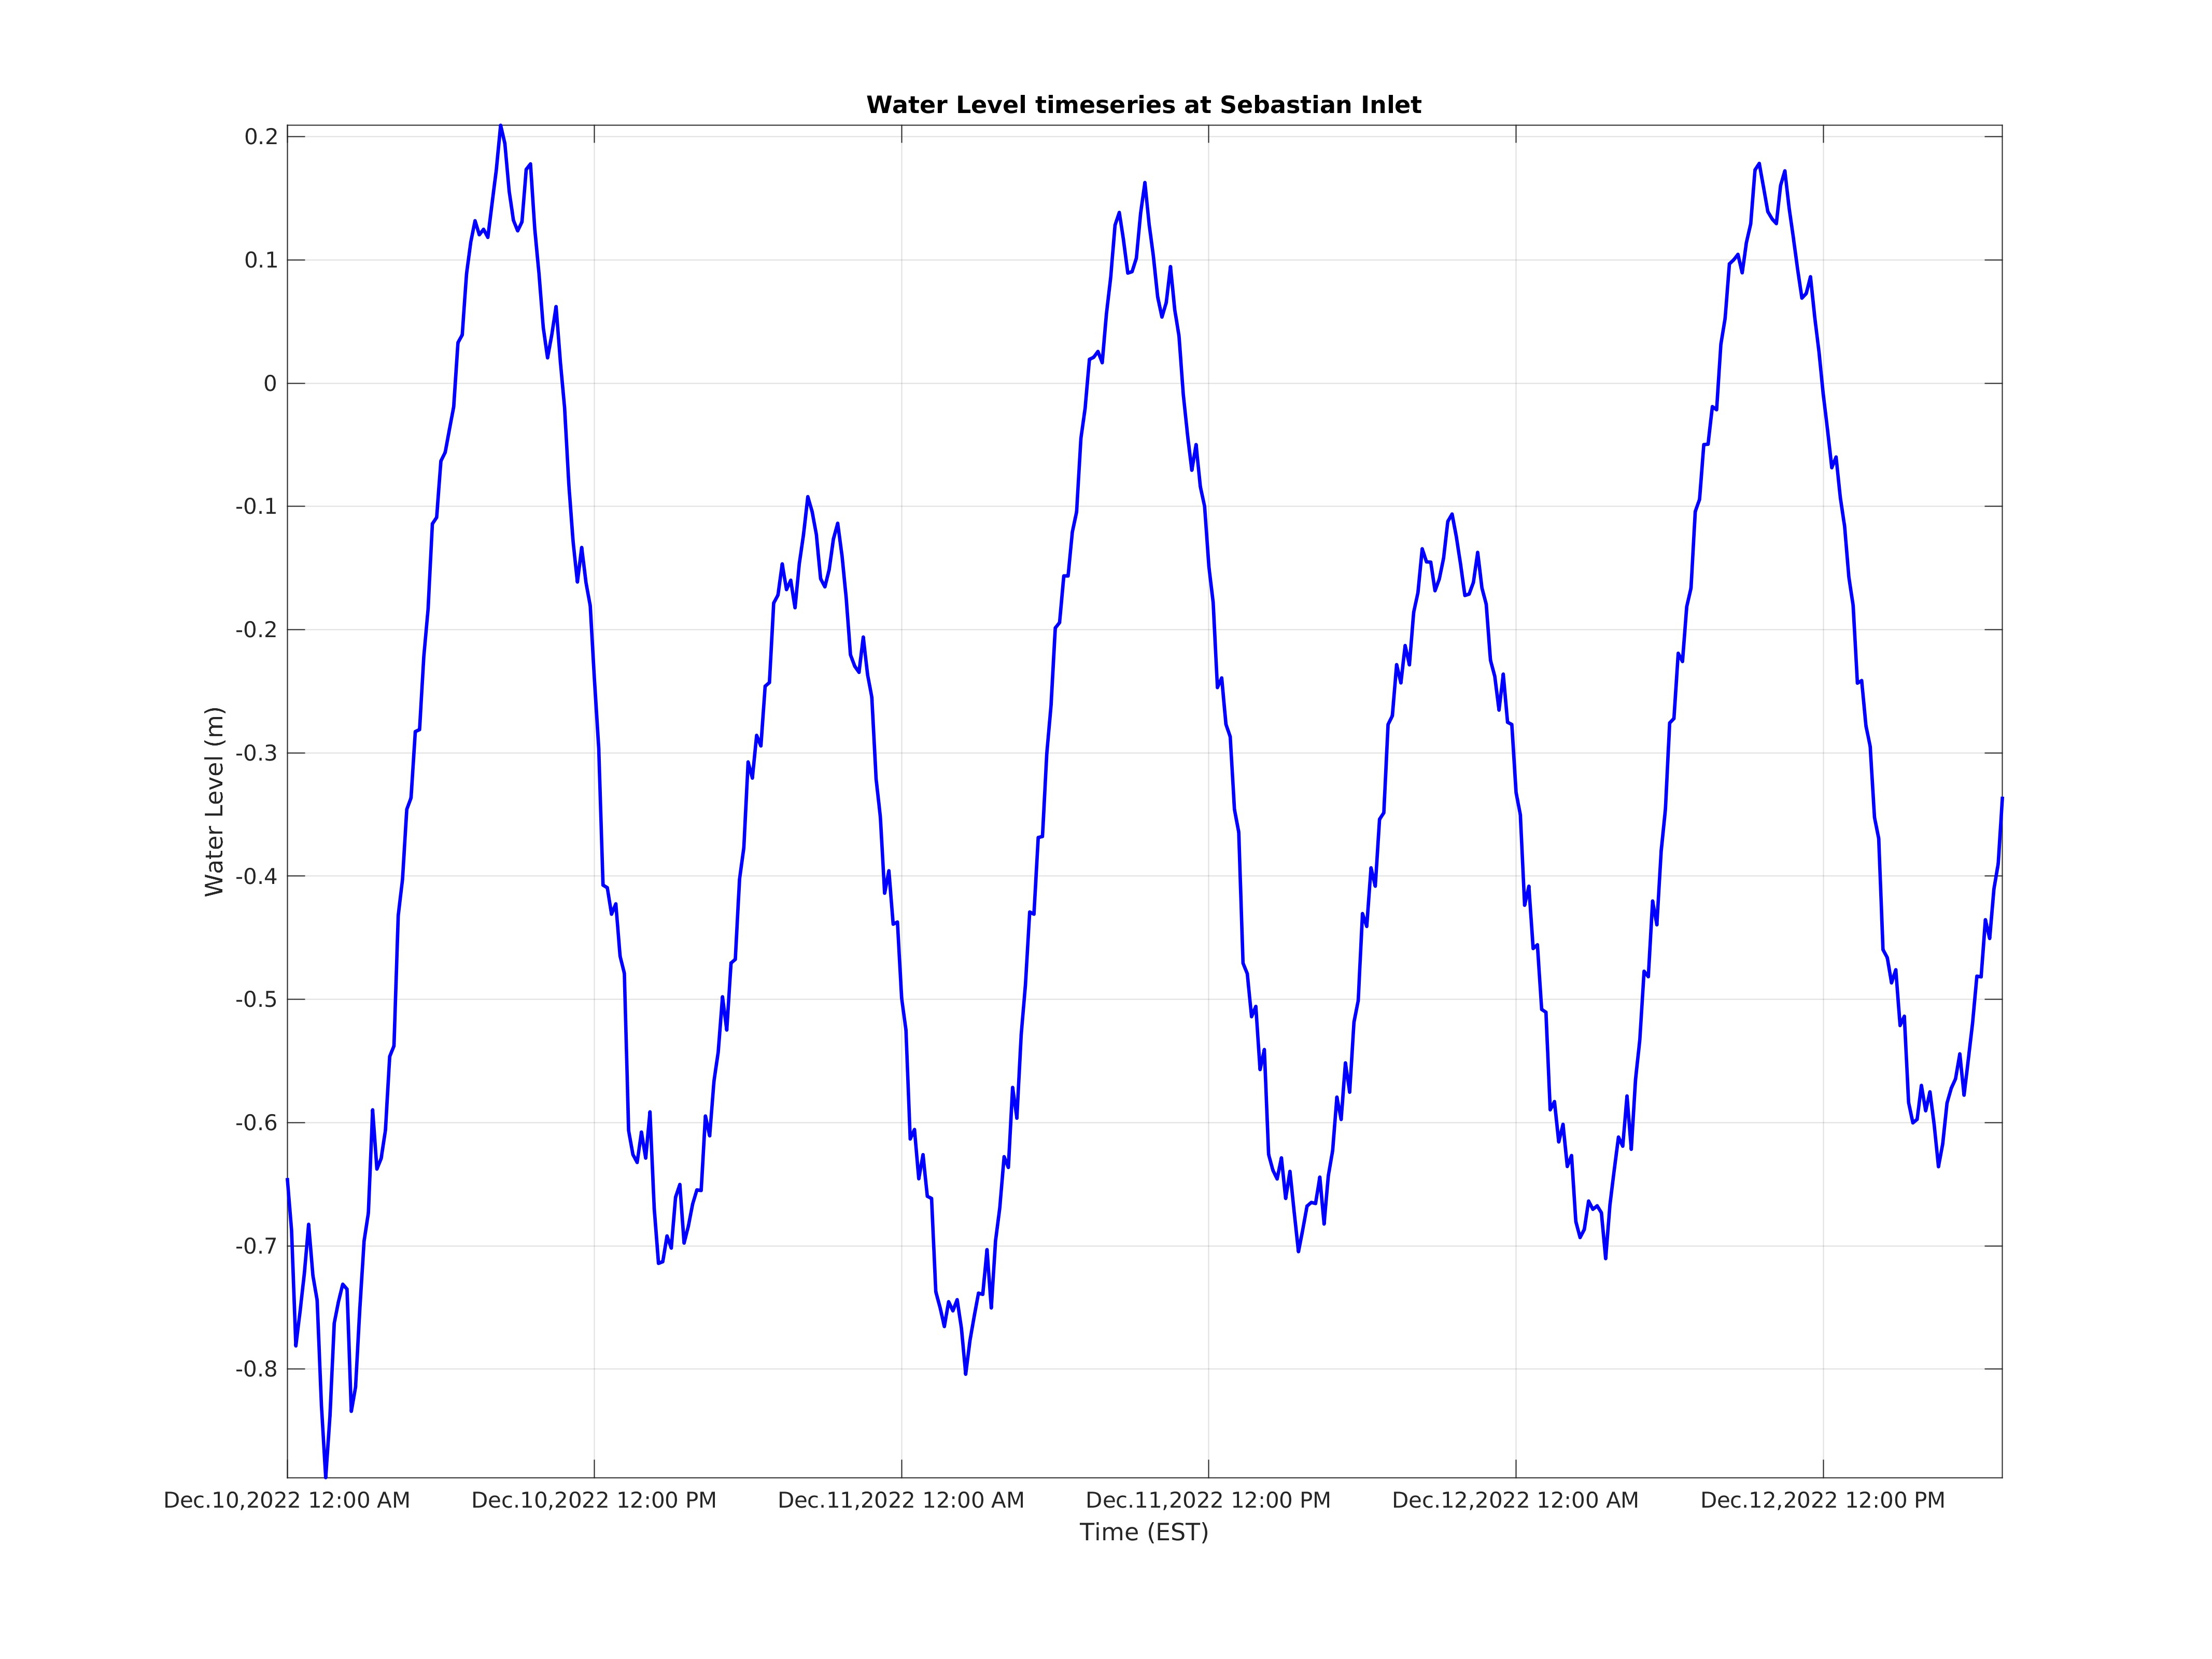 Water Level timeseries at Sebastian Inlet
0.2
0.1
0
-0.1
-0.2
-0.3
-0.4
-0.5
-0.6
-0.7
-0.8
Water Level (m)
Dec.10,2022 12:00 AM Dec.10,2022 12:00 PM Dec.11,2022 12:00 AM Dec.11,2022 12:00 PM Dec.12,2022 12:00 AM Dec.12,2022 12:00 PM
Time (EST)